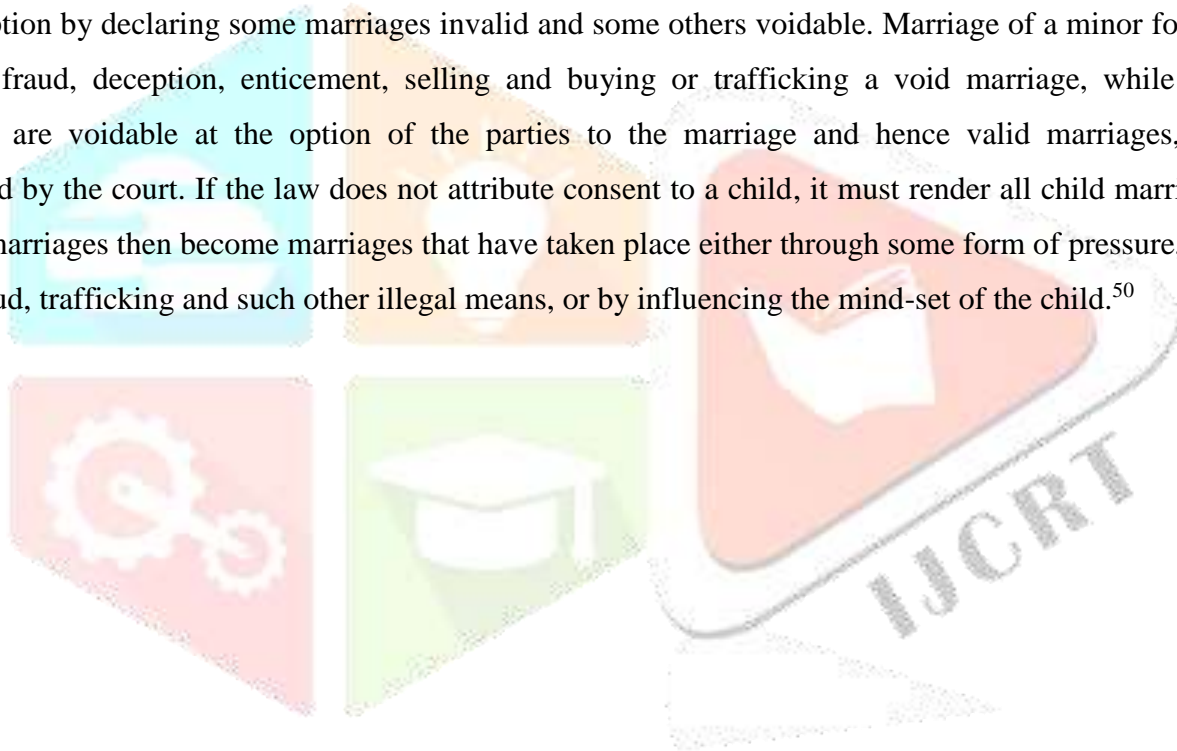 tion by declaring some marriages invalid and some others voidable. Marriage of a minor fo
fraud, deception, enticement, selling and buying or trafficking a void marriage, while
are voidable at the option of the parties to the marriage and hence valid marriages,
d by the court. If the law does not attribute consent to a child, it must render all child marri
narriages then become marriages that have taken place either through some form of pressure,
ud, trafficking and such other illegal means, or by influencing the mind-set of the child.50
IJCRT